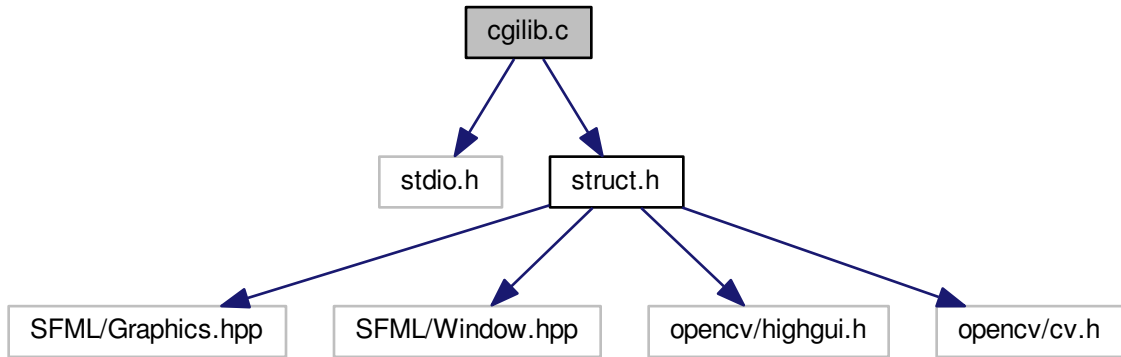 cgilib.c
stdio.h
struct.h
SFML/Graphics.hpp
SFML/Window.hpp
opencv/highgui.h
opencv/cv.h